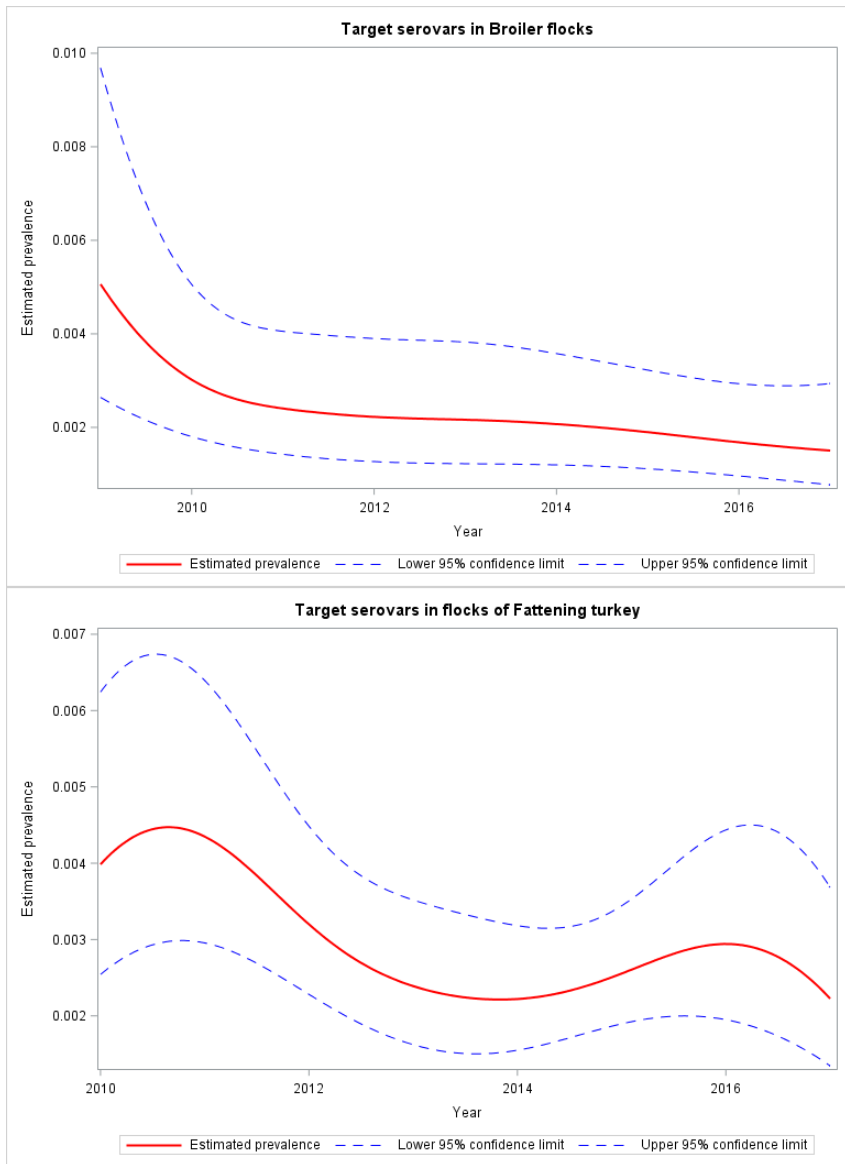 Target serovars in Broiler flocks
0.010
0.008
0.006
0.004
0.002
Estimated prevalence
2010 2012 2014 2016
Year
Estimated prevalence Lower 95% confidence limit Upper 95% confidence limit
Target serovars in flocks of Fattening turkey
0.007
0.006
0.005
0.004
0.003
0.002
Estimated prevalence
2010 2012 2014 2016
Year
Estimated prevalence Lower 95% confidence limit Upper 95% confidence limit